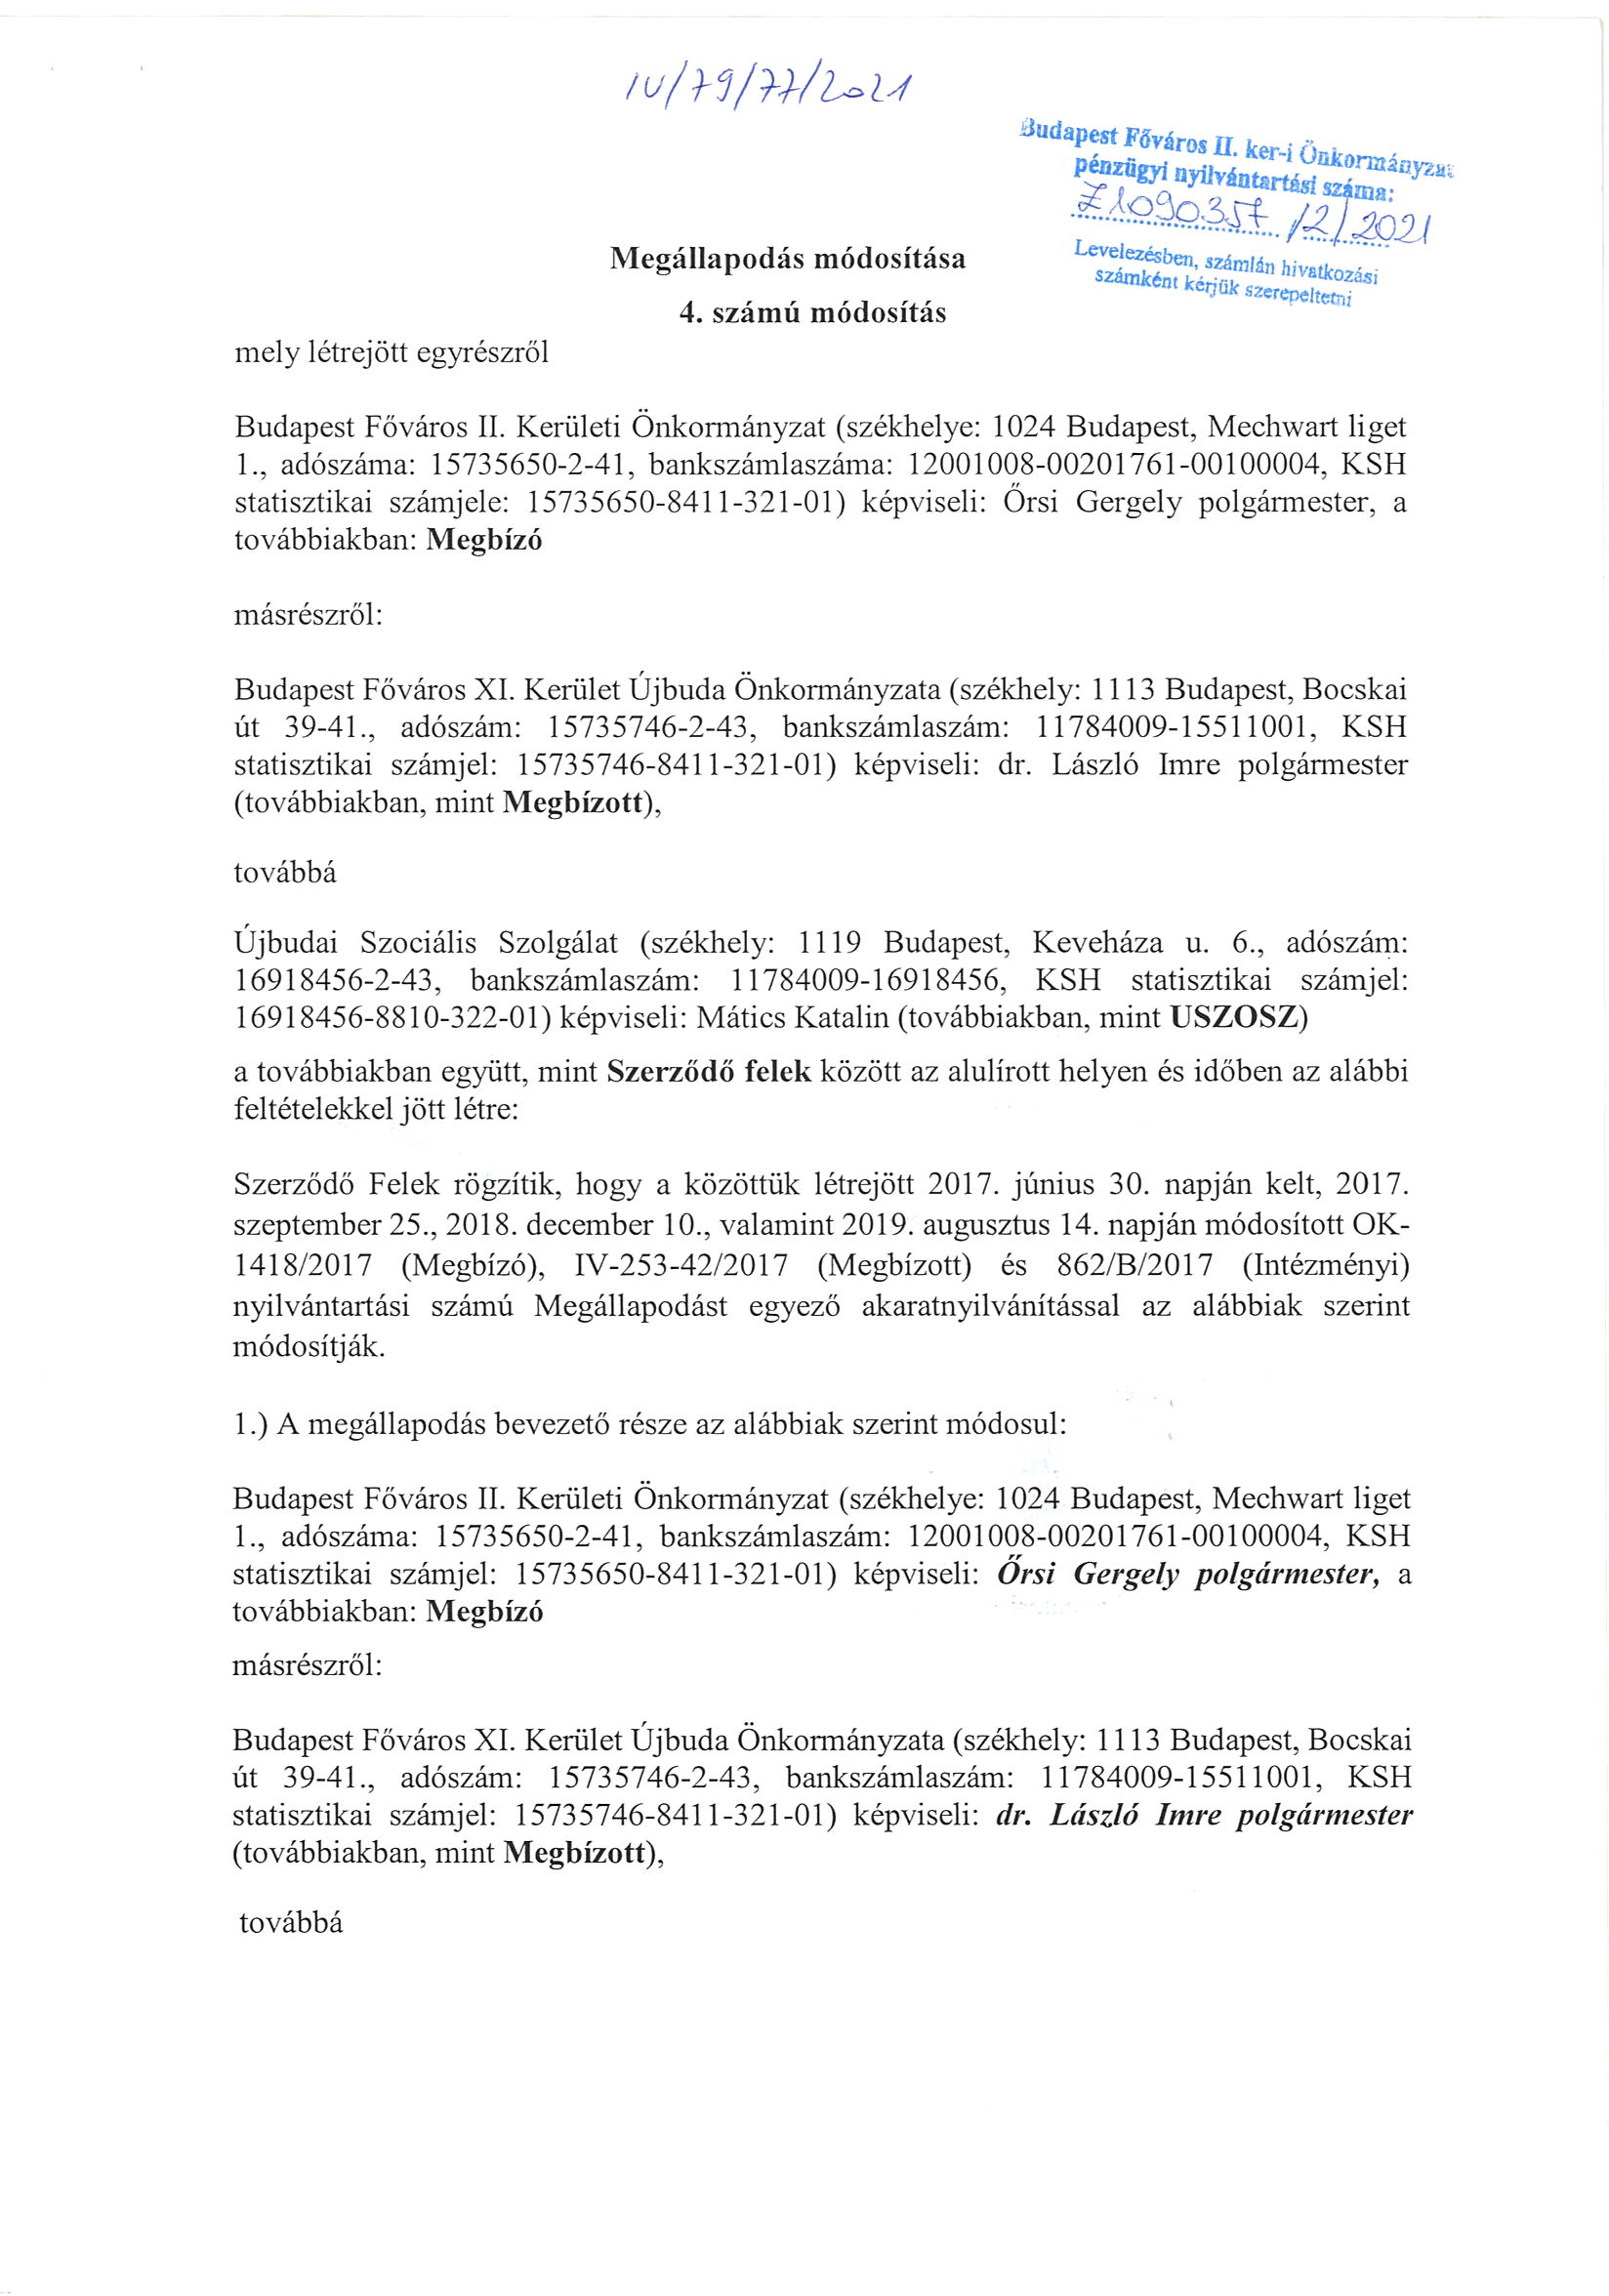 IV/79/77/2021
Budapest Főváros II. ker-i Önkormányzat
pénzügyi nyilvántartási száma:
Z1090357 /2/2021
Levelezésben, számlán hivatkozási
számként kérjük szerepeltetni
Megállapodás módosítása
4. számú módosítás
mely létrejött egyrészről
Budapest Főváros II. Kerületi Önkormányzat (székhelye: 1024 Budapest, Mechwart liget
1., adószáma: 15735650-2-41, bankszámlaszáma: 12001008-00201761-00100004, KSH
statisztikai számjele: 15735650-8411-321-01) képviseli: Őrsi Gergely polgármester, a
továbbiakban: Megbízó
másrészről:
Budapest Főváros XI. Kerület Újbuda Önkormányzata (székhely: 1113 Budapest, Bocskai
út 39-41., adószám: 15735746-2-43, bankszámlaszám: 11784009-15511001, KSH
statisztikai számjel: 15735746-8411-321-01) képviseli: dr. László Imre polgármester
(továbbiakban, mint Megbízott),
továbbá
Újbudai Szociális Szolgálat (székhely: 1119 Budapest, Keveháza u. 6., adószám:
16918456-2-43, bankszámlaszám: 11784009-16918456, KSH statisztikai számjel:
16918456-8810-322-01) képviseli: Mátics Katalin (továbbiakban, mint USZOSZ)
a továbbiakban együtt, mint Szerződő felek között az alulírott helyen és időben az alábbi
feltételekkel jött létre:
Szerződő Felek rögzítik, hogy a közöttük létrejött 2017. június 30. napján kelt, 2017.
szeptember 25., 2018. december 10., valamint 2019. augusztus 14. napján módosított OK-
1418/2017 (Megbízó), IV-253-42/2017 (Megbízott) és 862/B/2017 (Intézményi)
nyilvántartási számú Megállapodást egyező akaratnyilvánítással az alábbiak szerint
módosítják.
1.) A megállapodás bevezető része az alábbiak szerint módosul:
Budapest Főváros II. Kerületi Önkormányzat (székhelye: 1024 Budapest, Mechwart liget
1., adószáma: 15735650-2-41, bankszámlaszám: 12001008-00201761-00100004, KSH
statisztikai számjel: 15735650-8411-321-01) képviseli: Őrsi Gergely polgármester, a
továbbiakban: Megbízó
másrészről:
Budapest Főváros XI. Kerület Újbuda Önkormányzata (székhely: 1113 Budapest, Bocskai
út 39-41., adószám: 15735746-2-43, bankszámlaszám: 11784009-15511001, KSH
statisztikai számjel: 15735746-8411-321-01) képviseli: dr. László Imre polgármester
(továbbiakban, mint Megbízott),
továbbá